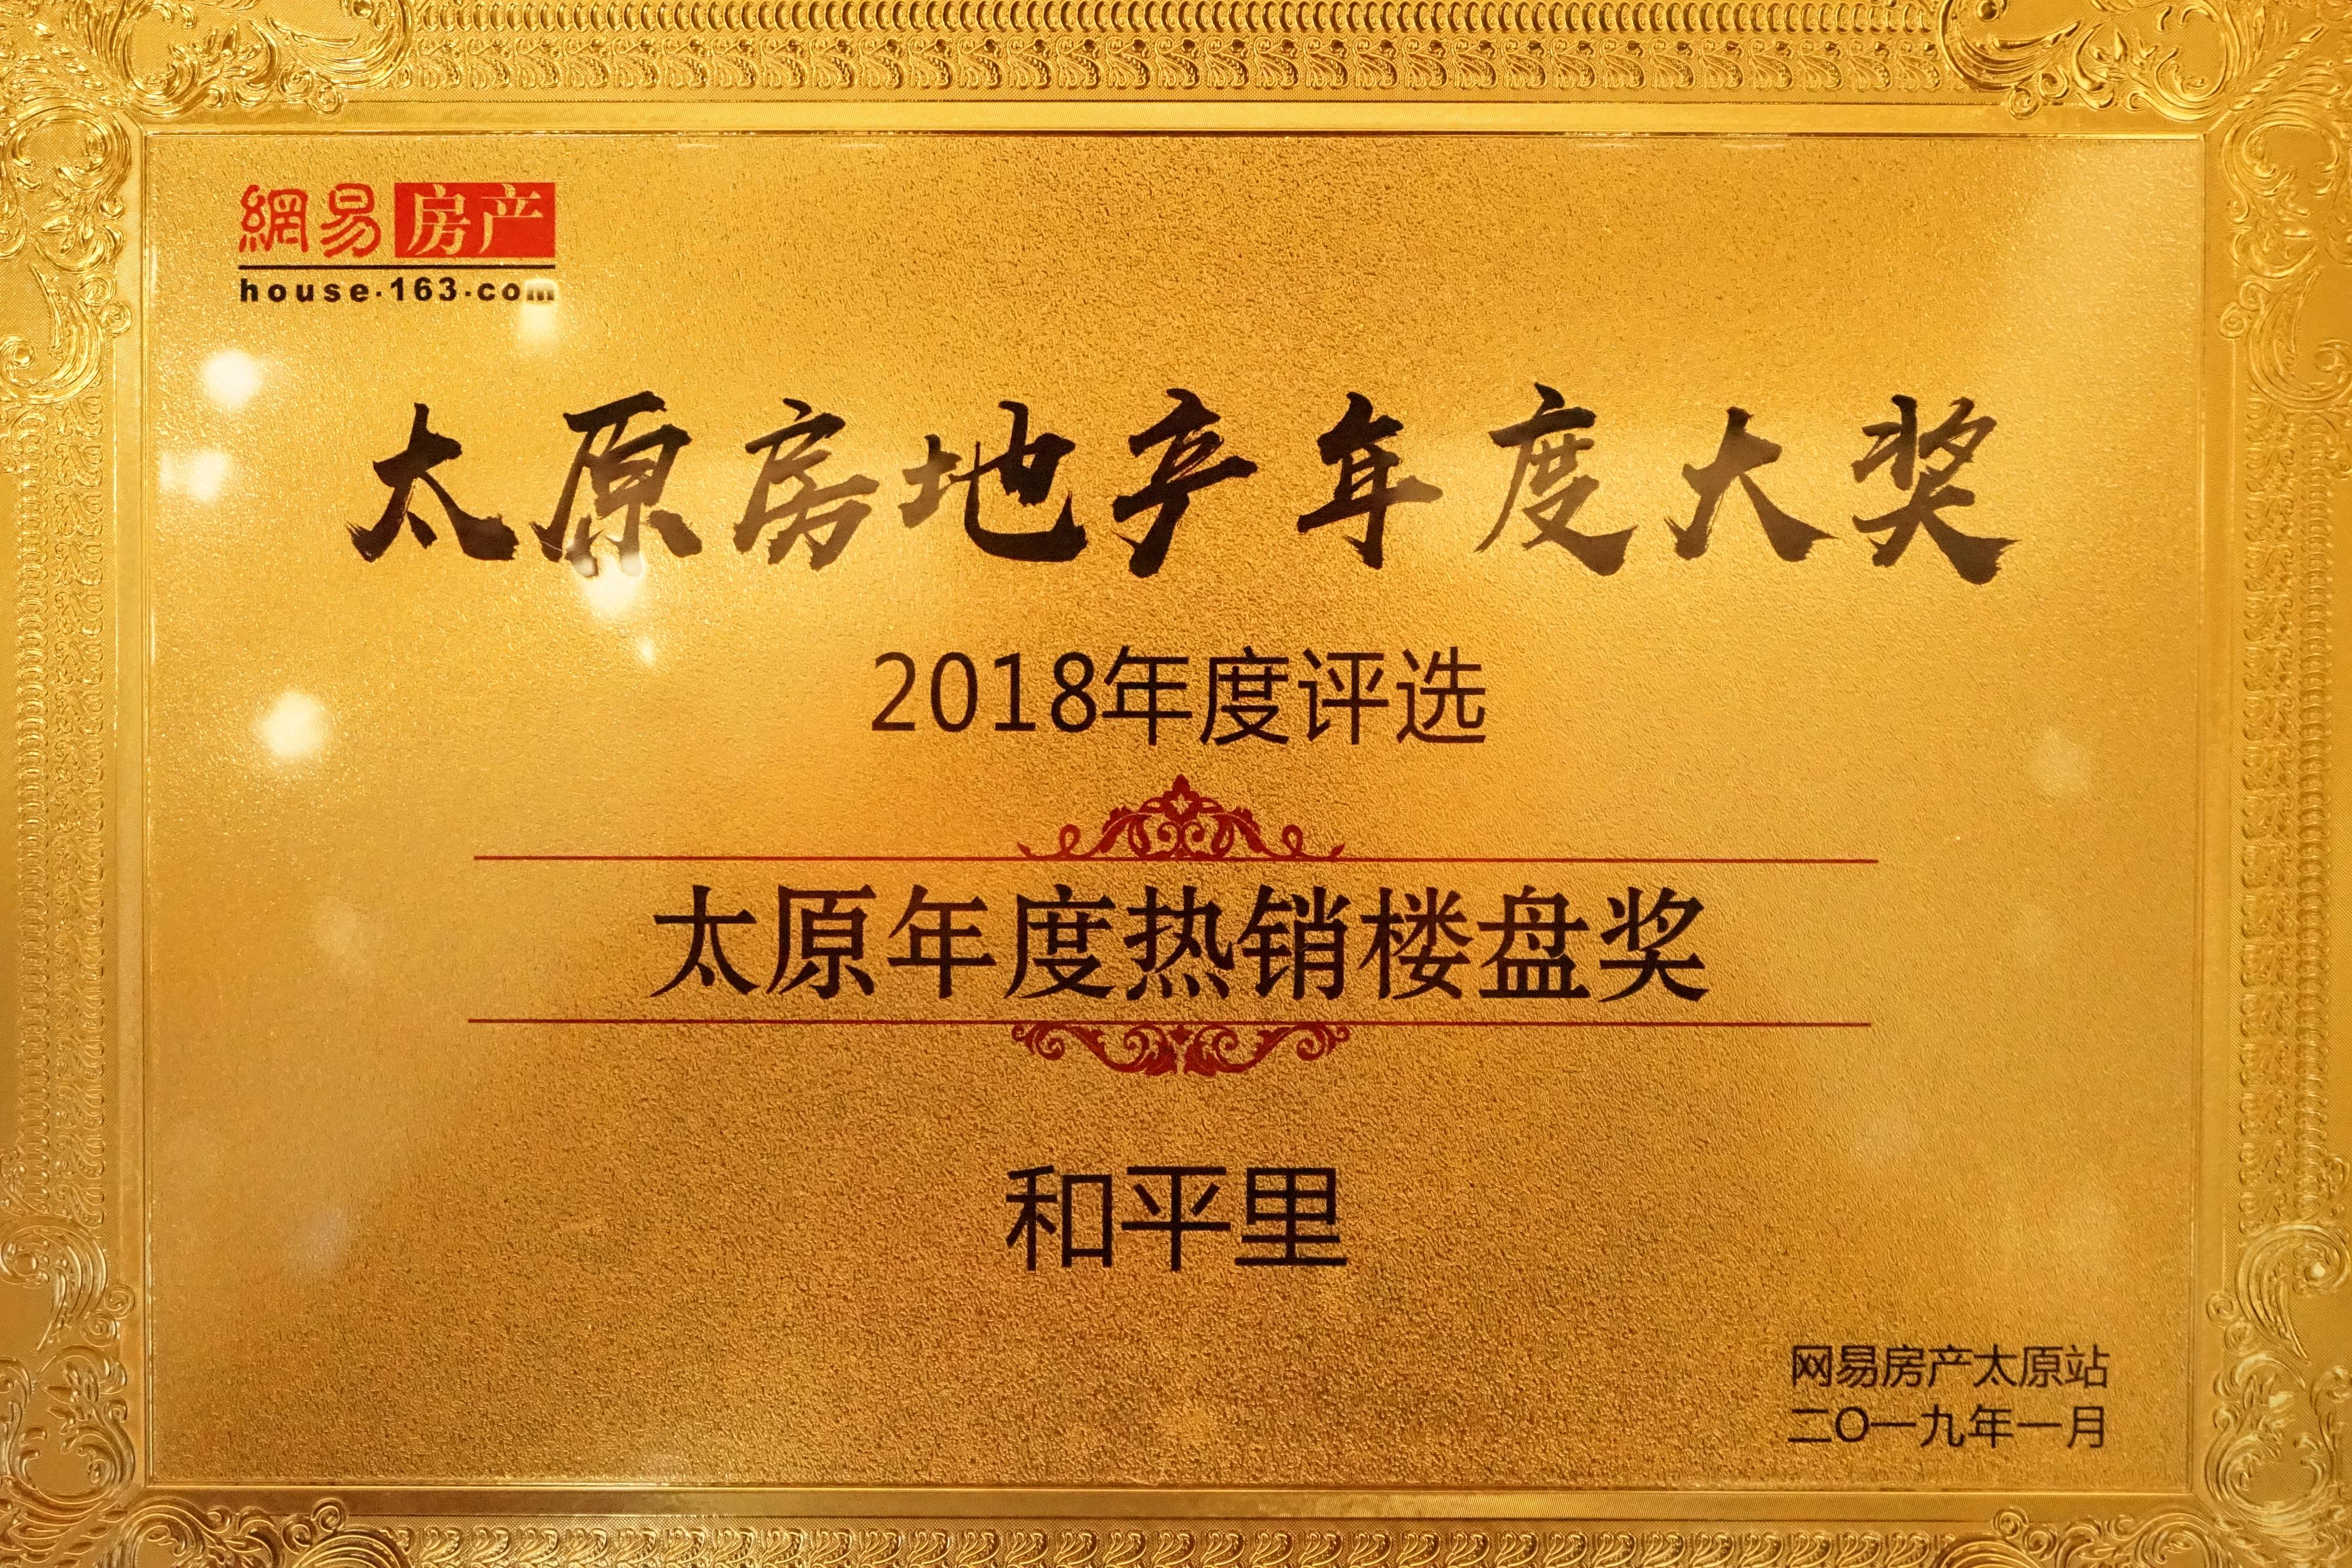 網易房产
house.163.com
太原房地产年度大奖
2018年度评选
太原年度热销楼盘奖
和平里
网易房产太原站
二〇一九年一月